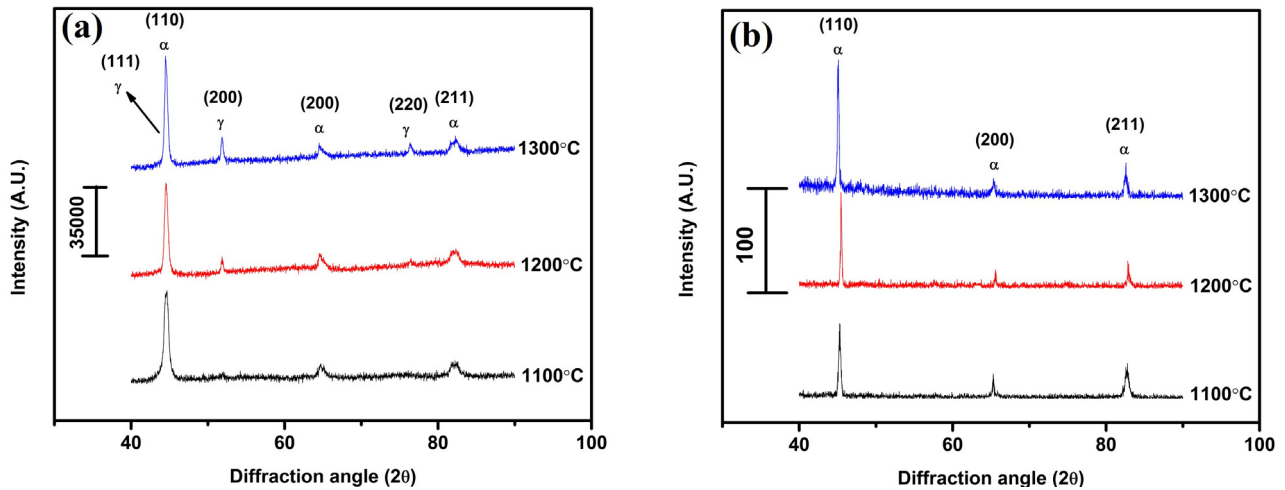 (a)
(110)
α
(111)
γ
(200)
γ
(200)
α
(220)
γ
(211)
α
1300°C
1200°C
1100°C
35000
Intensity (A.U.)
40
60
80
100
Diffraction angle (2θ)
(b)
(110)
α
(200)
α
(211)
α
1300°C
1200°C
1100°C
100
Intensity (A.U.)
40
60
80
100
Diffraction angle (2θ)